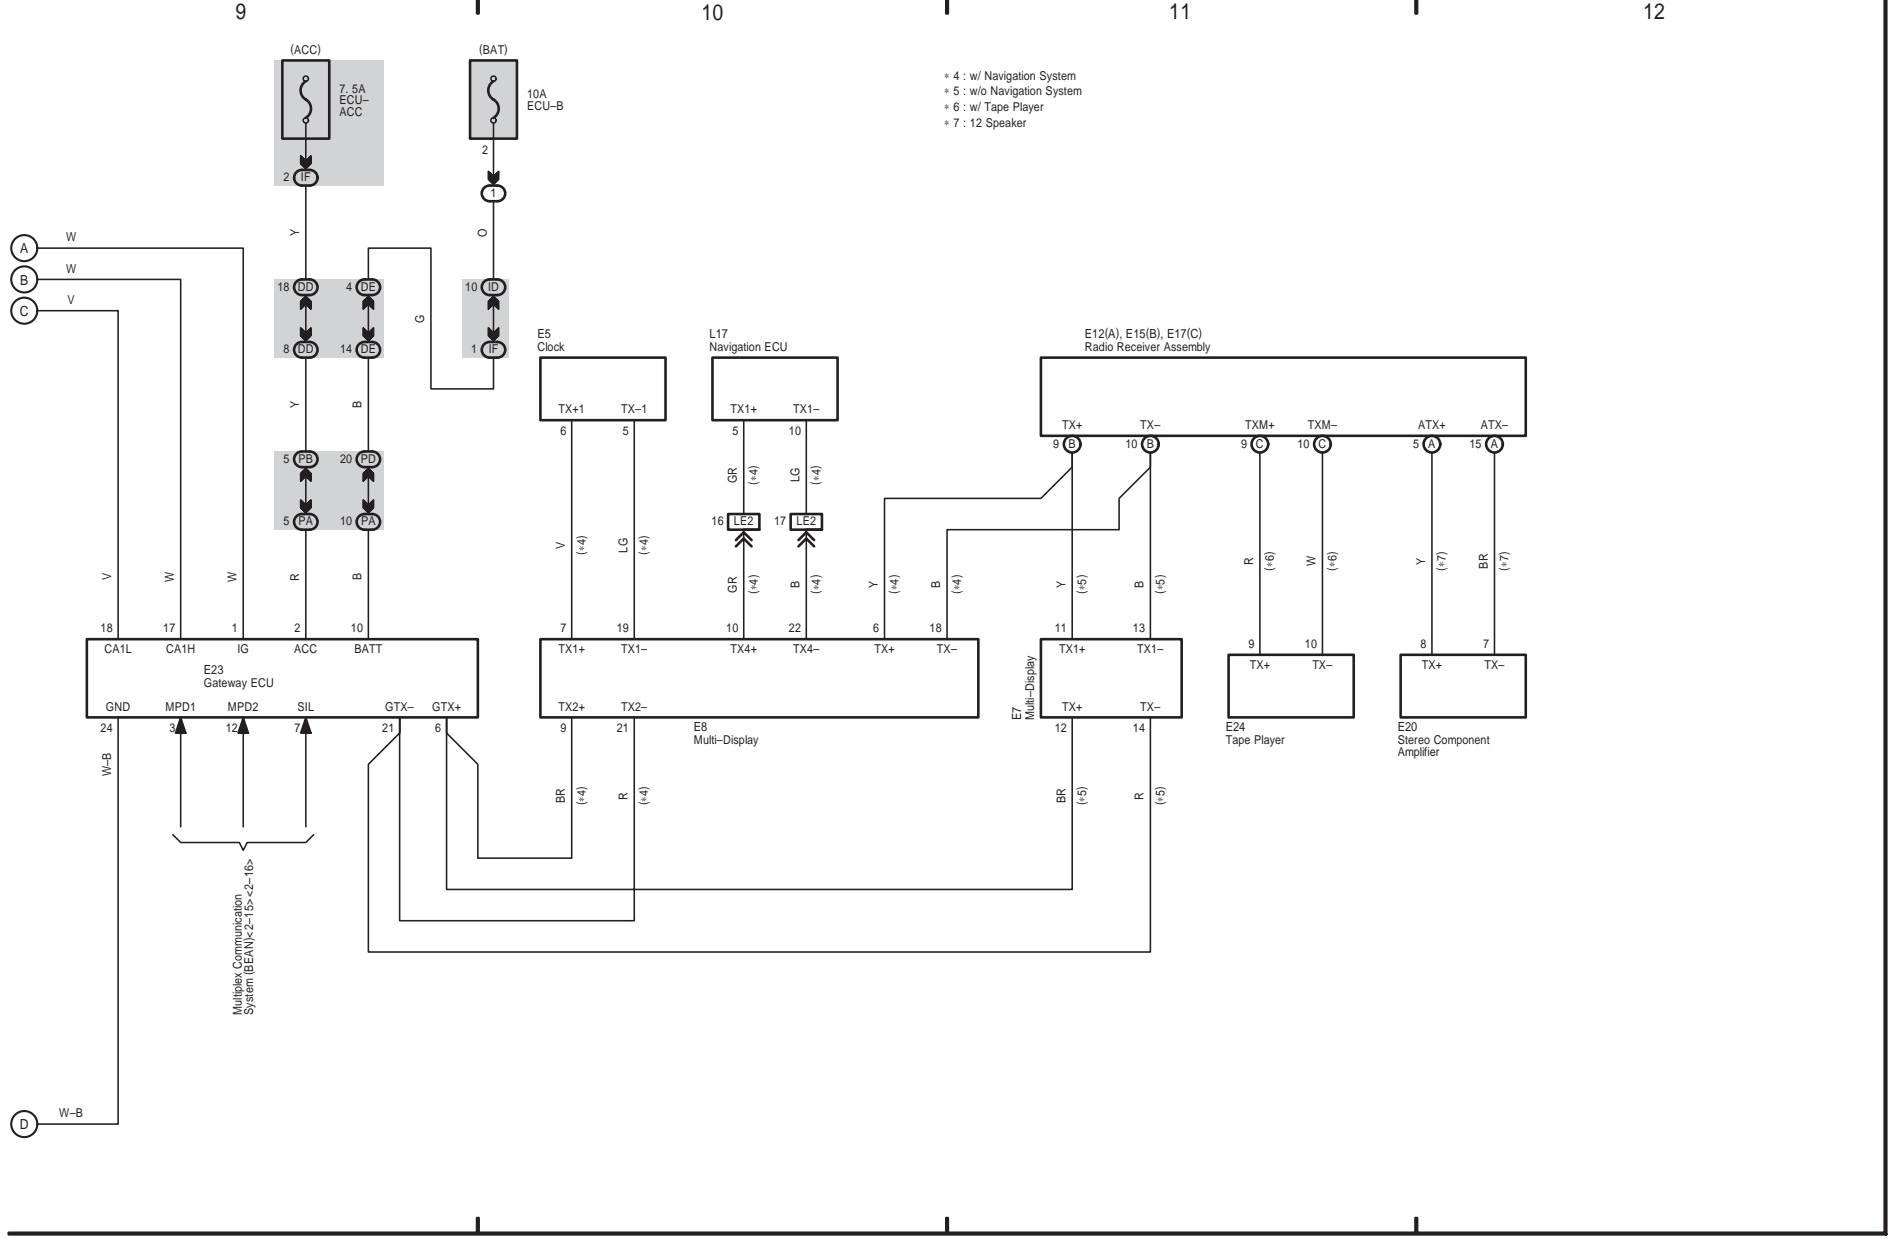 9
10
11
12
(ACC)
7. 5A
ECU–
ACC
2 IF
(BAT)
10A
ECU–B
2
1
∗ 4 : w/ Navigation System
∗ 5 : w/o Navigation System
∗ 6 : w/ Tape Player
∗ 7 : 12 Speaker
Y
O
A W
B W
C V
18 DD 4 DE 10 ID
G
8 DD 14 DE 1 IF
Y B
5 PB 20 PD
5 PA 10 PA
V W W R B
18 17 1 2 10
CA1L CA1H IG ACC BATT
E23
Gateway ECU
GND MPD1 MPD2 SIL GTX– GTX+
24 3 12 7 21 6
W–B
Multiplex Communication
System (BEAN)<2–15><2–16>
D W–B
E5
Clock
TX+1 TX–1
6 5
V (∗4) LG (∗4)
L17
Navigation ECU
TX1+ TX1–
5 10
GR (∗4) LG (∗4)
16 LE2 17 LE2
GR (∗4) B (∗4)
Y (∗4) B (∗4)
7 19 10 22 6 18
TX1+ TX1– TX4+ TX4– TX+ TX–
TX2+ TX2–
9 21
E8
Multi–Display
BR (∗4) R (∗4)
E12(A), E15(B), E17(C)
Radio Receiver Assembly
TX+ TX– TXM+ TXM– ATX+ ATX–
9 B 10 B 9 C 10 C 5 A 15 A
Y (∗5) B (∗5) R (∗6) W (∗6) Y (∗7) BR (∗7)
11 13
TX1+ TX1–
E7
Multi–Display
TX+ TX–
12 14
BR (∗5) R (∗5)
9 10
TX+ TX–
E24
Tape Player
8 7
TX+ TX–
E20
Stereo Component
Amplifier